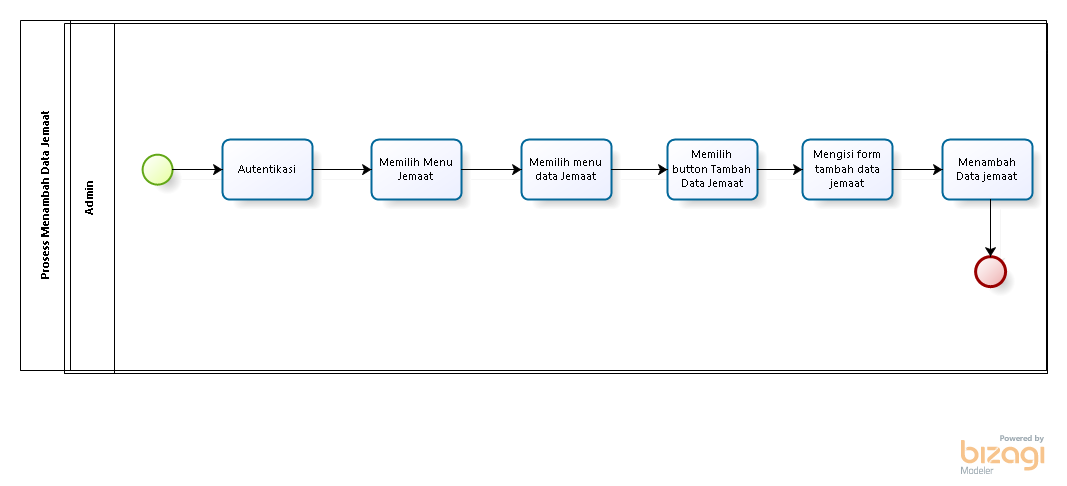 Prosess Menambah Data Jemaat
Admin
Autentikasi
Memilih Menu
Jemaat
Memilih menu
data Jemaat
Memilih
button Tambah
Data Jemaat
Mengisi form
tambah data
jemaat
Menambah
Data jemaat
Powered by
bizagi
Modeler